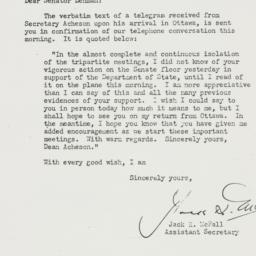 Dear Senator Lehman:
The verbatim text of a telegram received from
Secretary Acheson upon his arrival in Ottawa, is sent
you in confirmation of our telephone conversation this
morning. It is quoted below:
"In the almost complete and continuous isolation
of the tripartite meetings, I did not know of your
vigorous action on the Senate floor yesterday in
support of the Department of State, until I read of
it on the plane this morning. I am more appreciative
than I can say of this and all the many previous
evidences of your support. I wish I could say to
you in person today how much it means to me, but I
shall hope to see you on my return from Ottawa. In
the meantime, I hope you know that you have given me
added encouragement as we start these important
meetings. With warm regards. Sincerely yours,
Dean Acheson."
With every good wish, I am
Sincerely yours,
Jack K. McFall
Assistant Secretary